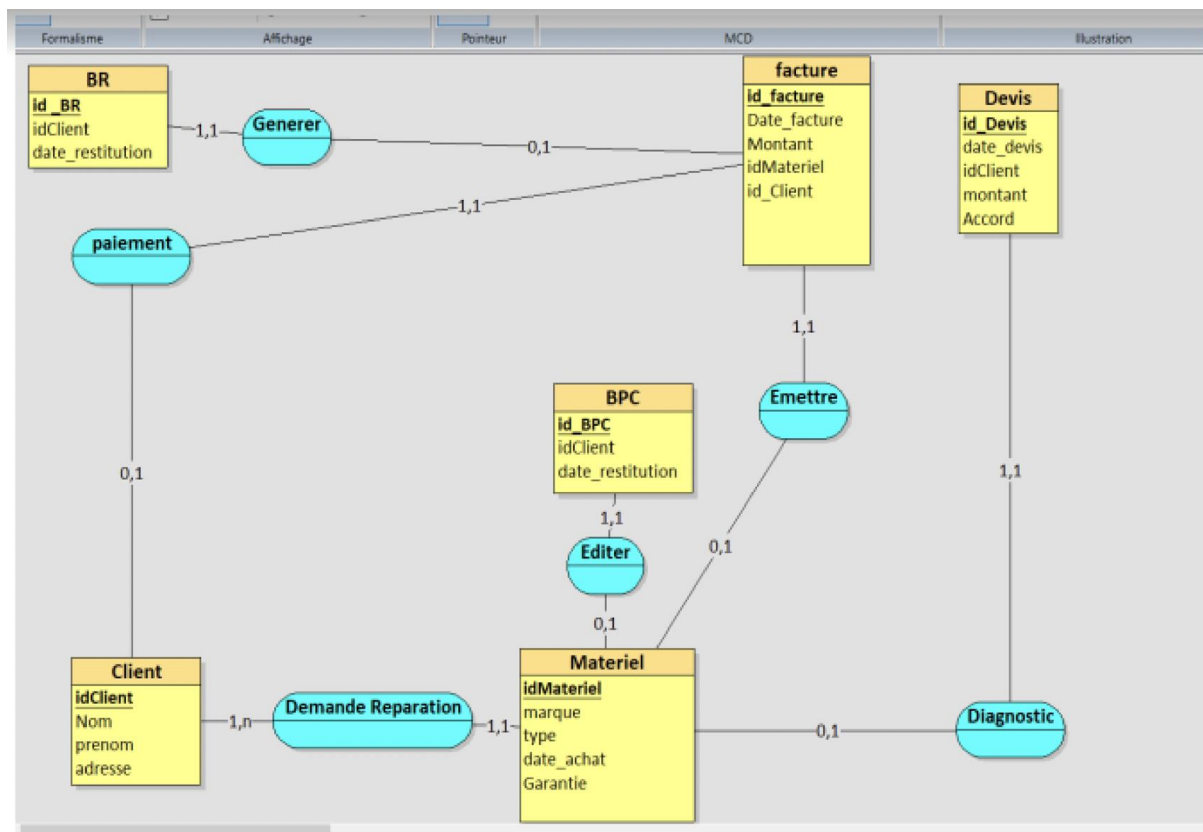 Formalisme
Affichage
Pointeur
MCD
Illustration
BR
id _BR
idClient
date_restitution
1,1
Generer
0,1
facture
id_facture
Date_facture
Montant
idMateriel
id_Client
Devis
id_Devis
date_devis
idClient
montant
Accord
1,1
paiement
1,1
Emettre
BPC
id_BPC
idClient
date_restitution
0,1
1,1
1,1
Editer
0,1
0,1
Client
idClient
Nom
prenom
adresse
1,n
Demande Reparation
1,1
Materiel
idMateriel
marque
type
date_achat
Garantie
0,1
Diagnostic